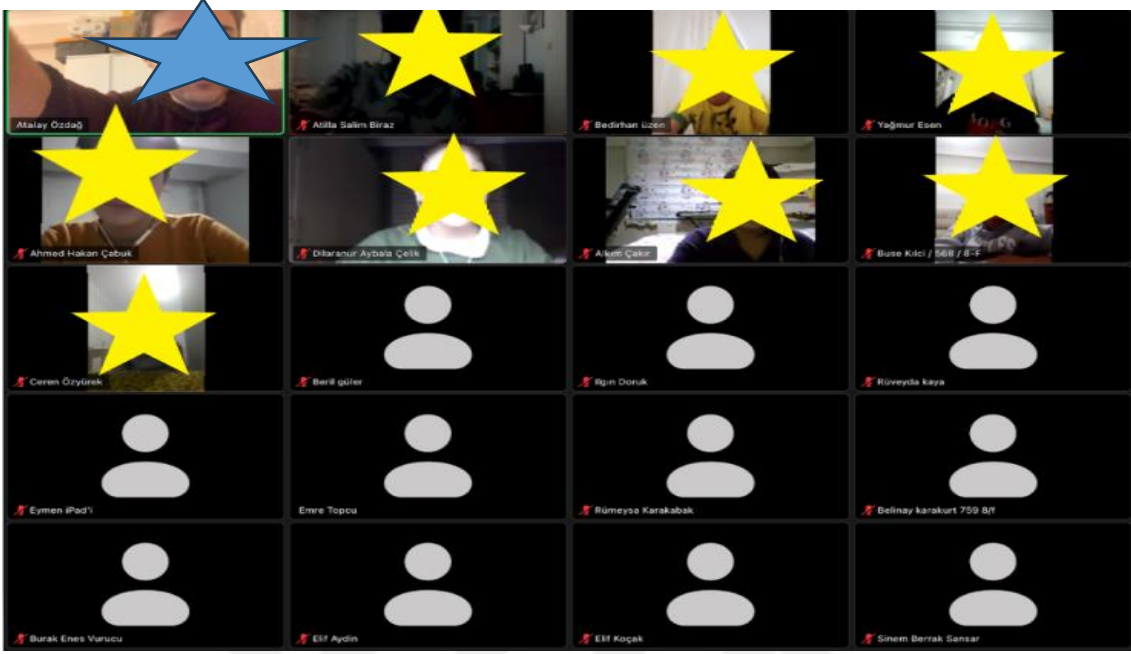 Atalay Özdağ
Atilla Salim Biraz
Bedirhan üzen
Yağmur Esen
Ahmed Hakan Çabuk
Dilaranur Aybala Çelik
Alkım Çakır
Buse Kılcı / 568 / 8-F
Ceren Özyürek
Beril güler
Ilgın Doruk
Rüveyda kaya
Eymen iPad'i
Emre Topcu
Rümeysa Karakabak
Belinay karakurt 759 8/f
Burak Enes Vurucu
Elif Aydin
Elif Koçak
Sinem Berrak Sansar